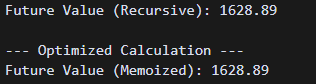 Future Value (Recursive): 1628.89
--- Optimized Calculation ---
Future Value (Memoized): 1628.89